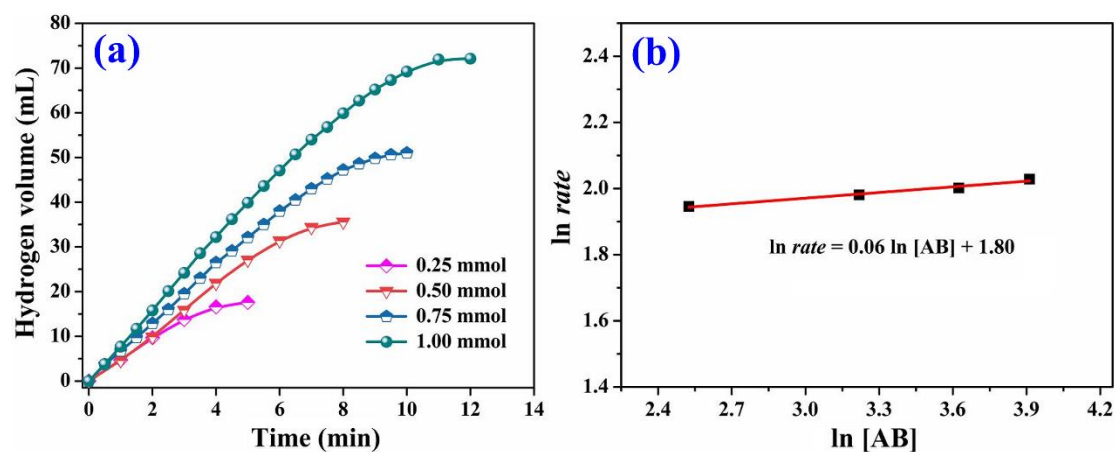 (a)
80
70
60
50
40
30
20
10
0
Hydrogen volume (mL)
0 2 4 6 8 10 12 14
Time (min)
0.25 mmol
0.50 mmol
0.75 mmol
1.00 mmol
(b)
2.4
2.2
2.0
1.8
1.6
1.4
ln rate
2.4 2.7 3.0 3.3 3.6 3.9 4.2
ln [AB]
ln rate = 0.06 ln [AB] + 1.80